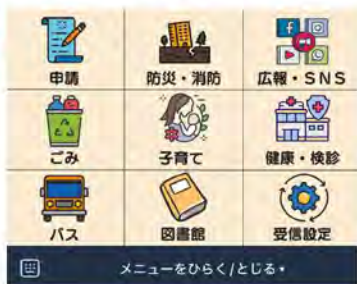 申請
防災・消防
広報・SNS
ごみ
子育て
健康・検診
バス
図書館
受信設定
メニューをひらく/とじる▾